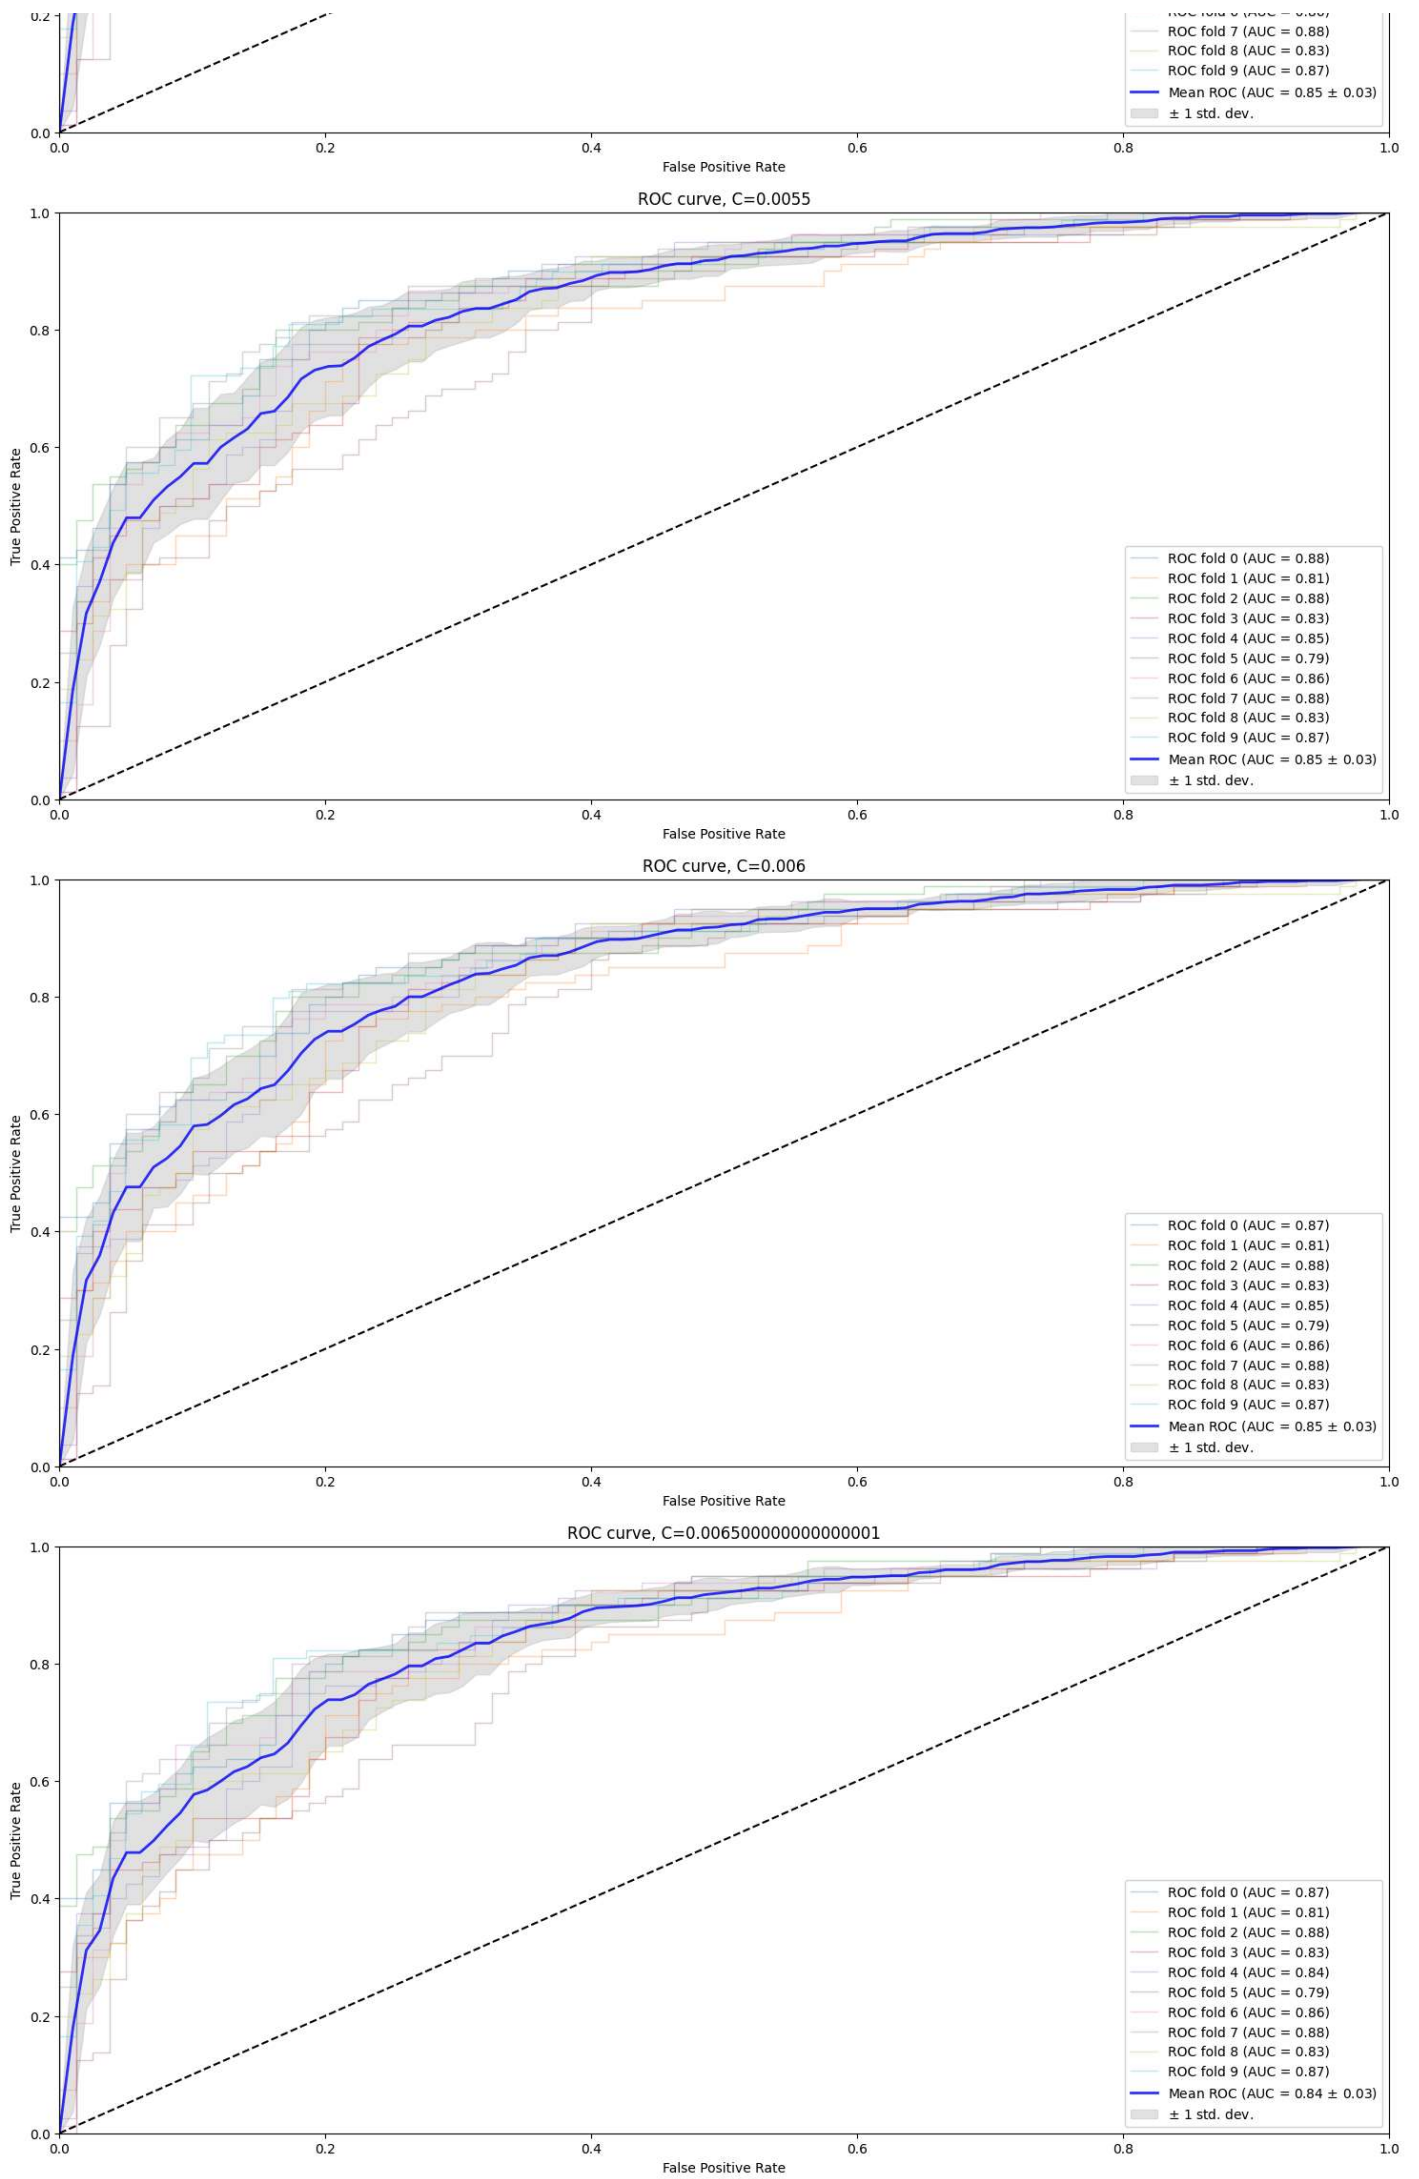 0.2
ROC fold 7 (AUC = 0.88)
ROC fold 8 (AUC = 0.83)
ROC fold 9 (AUC = 0.87)
Mean ROC (AUC = 0.85 ± 0.03)
± 1 std. dev.
0.0
0.0 0.2 0.4 0.6 0.8 1.0
False Positive Rate
ROC curve, C=0.0055
1.0
0.8
0.6
0.4
0.2
0.0
True Positive Rate
ROC fold 0 (AUC = 0.88)
ROC fold 1 (AUC = 0.81)
ROC fold 2 (AUC = 0.88)
ROC fold 3 (AUC = 0.83)
ROC fold 4 (AUC = 0.85)
ROC fold 5 (AUC = 0.79)
ROC fold 6 (AUC = 0.86)
ROC fold 7 (AUC = 0.88)
ROC fold 8 (AUC = 0.83)
ROC fold 9 (AUC = 0.87)
Mean ROC (AUC = 0.85 ± 0.03)
± 1 std. dev.
0.0 0.2 0.4 0.6 0.8 1.0
False Positive Rate
ROC curve, C=0.006
1.0
0.8
0.6
0.4
0.2
0.0
True Positive Rate
ROC fold 0 (AUC = 0.87)
ROC fold 1 (AUC = 0.81)
ROC fold 2 (AUC = 0.88)
ROC fold 3 (AUC = 0.83)
ROC fold 4 (AUC = 0.85)
ROC fold 5 (AUC = 0.79)
ROC fold 6 (AUC = 0.86)
ROC fold 7 (AUC = 0.88)
ROC fold 8 (AUC = 0.83)
ROC fold 9 (AUC = 0.87)
Mean ROC (AUC = 0.85 ± 0.03)
± 1 std. dev.
0.0 0.2 0.4 0.6 0.8 1.0
False Positive Rate
ROC curve, C=0.006500000000000001
1.0
0.8
0.6
0.4
0.2
0.0
True Positive Rate
ROC fold 0 (AUC = 0.87)
ROC fold 1 (AUC = 0.81)
ROC fold 2 (AUC = 0.88)
ROC fold 3 (AUC = 0.83)
ROC fold 4 (AUC = 0.84)
ROC fold 5 (AUC = 0.79)
ROC fold 6 (AUC = 0.86)
ROC fold 7 (AUC = 0.88)
ROC fold 8 (AUC = 0.83)
ROC fold 9 (AUC = 0.87)
Mean ROC (AUC = 0.84 ± 0.03)
± 1 std. dev.
0.0 0.2 0.4 0.6 0.8 1.0
False Positive Rate